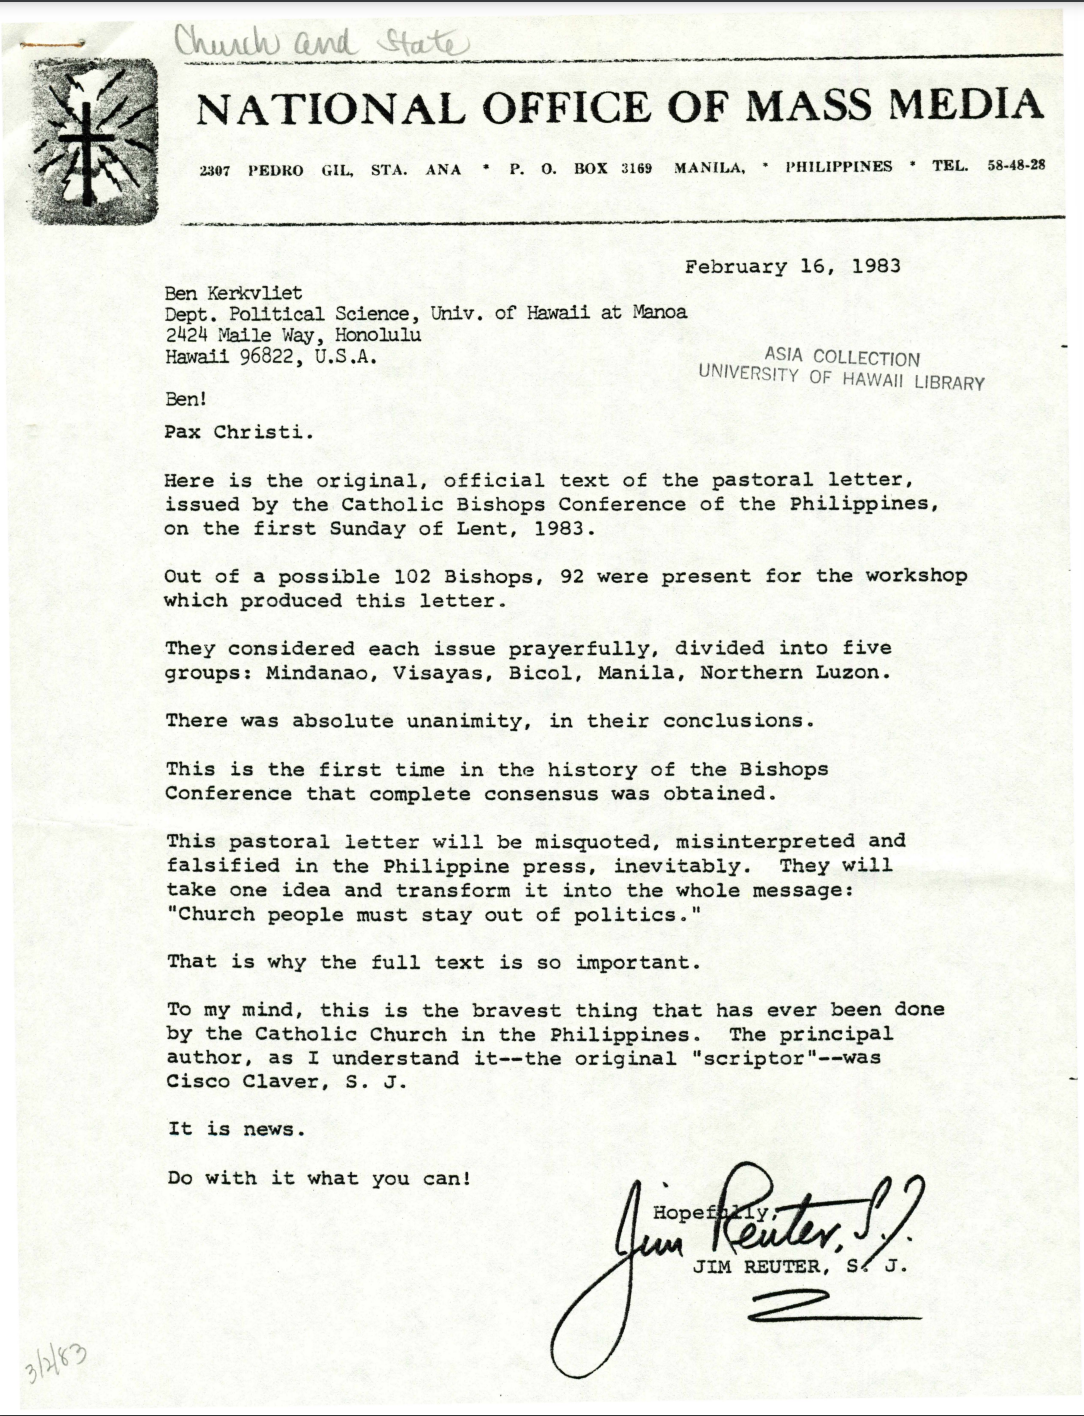 Church and State
NATIONAL OFFICE OF MASS MEDIA
2307 PEDRO GIL, STA. ANA * P. O. BOX 3169 MANILA, * PHILIPPINES * TEL. 58-48-28
February 16, 1983
Ben Kerkvliet
Dept. Political Science, Univ. of Hawaii at Manoa
2424 Maile Way, Honolulu
Hawaii 96822, U.S.A.
ASIA COLLECTION
UNIVERSITY OF HAWAII LIBRARY
Ben!
Pax Christi.
Here is the original, official text of the pastoral letter,
issued by the Catholic Bishops Conference of the Philippines,
on the first Sunday of Lent, 1983.
Out of a possible 102 Bishops, 92 were present for the workshop
which produced this letter.
They considered each issue prayerfully, divided into five
groups: Mindanao, Visayas, Bicol, Manila, Northern Luzon.
There was absolute unanimity, in their conclusions.
This is the first time in the history of the Bishops
Conference that complete consensus was obtained.
This pastoral letter will be misquoted, misinterpreted and
falsified in the Philippine press, inevitably. They will
take one idea and transform it into the whole message:
"Church people must stay out of politics."
That is why the full text is so important.
To my mind, this is the bravest thing that has ever been done
by the Catholic Church in the Philippines. The principal
author, as I understand it--the original "scriptor"--was
Cisco Claver, S. J.
It is news.
Do with it what you can!
Hopefully,
Jim Reuter, S.J.
JIM REUTER, S. J.
3/2/83